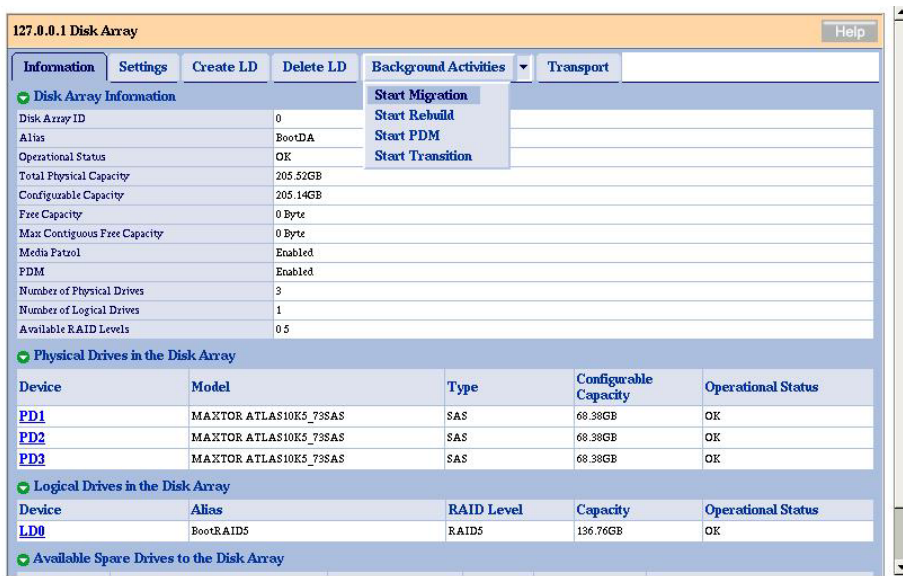 127.0.0.1 Disk Array Help
Information Settings Create LD Delete LD Background Activities Transport
Start Migration
Start Rebuild
Start PDM
Start Transition
Disk Array Information
Disk Array ID 0
Alias BootDA
Operational Status OK
Total Physical Capacity 205.52GB
Configurable Capacity 205.14GB
Free Capacity 0 Byte
Max Contiguous Free Capacity 0 Byte
Media Patrol Enabled
PDM Enabled
Number of Physical Drives 3
Number of Logical Drives 1
Available RAID Levels 0 5
Physical Drives in the Disk Array
Device Model Type Configurable Capacity Operational Status
PD1 MAXTOR ATLAS10K5_73SAS SAS 68.38GB OK
PD2 MAXTOR ATLAS10K5_73SAS SAS 68.38GB OK
PD3 MAXTOR ATLAS10K5_73SAS SAS 68.38GB OK
Logical Drives in the Disk Array
Device Alias RAID Level Capacity Operational Status
LD0 BootRAID5 RAID5 136.76GB OK
Available Spare Drives to the Disk Array